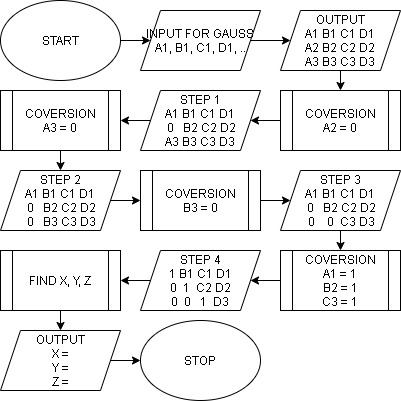 START
INPUT FOR GAUSS
A1, B1, C1, D1, ..
OUTPUT
A1 B1 C1 D1
A2 B2 C2 D2
A3 B3 C3 D3
COVERSION
A2 = 0
STEP 1
A1 B1 C1 D1
0 B2 C2 D2
A3 B3 C3 D3
COVERSION
A3 = 0
STEP 2
A1 B1 C1 D1
0 B2 C2 D2
0 B3 C3 D3
COVERSION
B3 = 0
STEP 3
A1 B1 C1 D1
0 B2 C2 D2
0 0 C3 D3
COVERSION
A1 = 1
B2 = 1
C3 = 1
STEP 4
1 B1 C1 D1
0 1 C2 D2
0 0 1 D3
FIND X, Y, Z
OUTPUT
X =
Y =
Z =
STOP